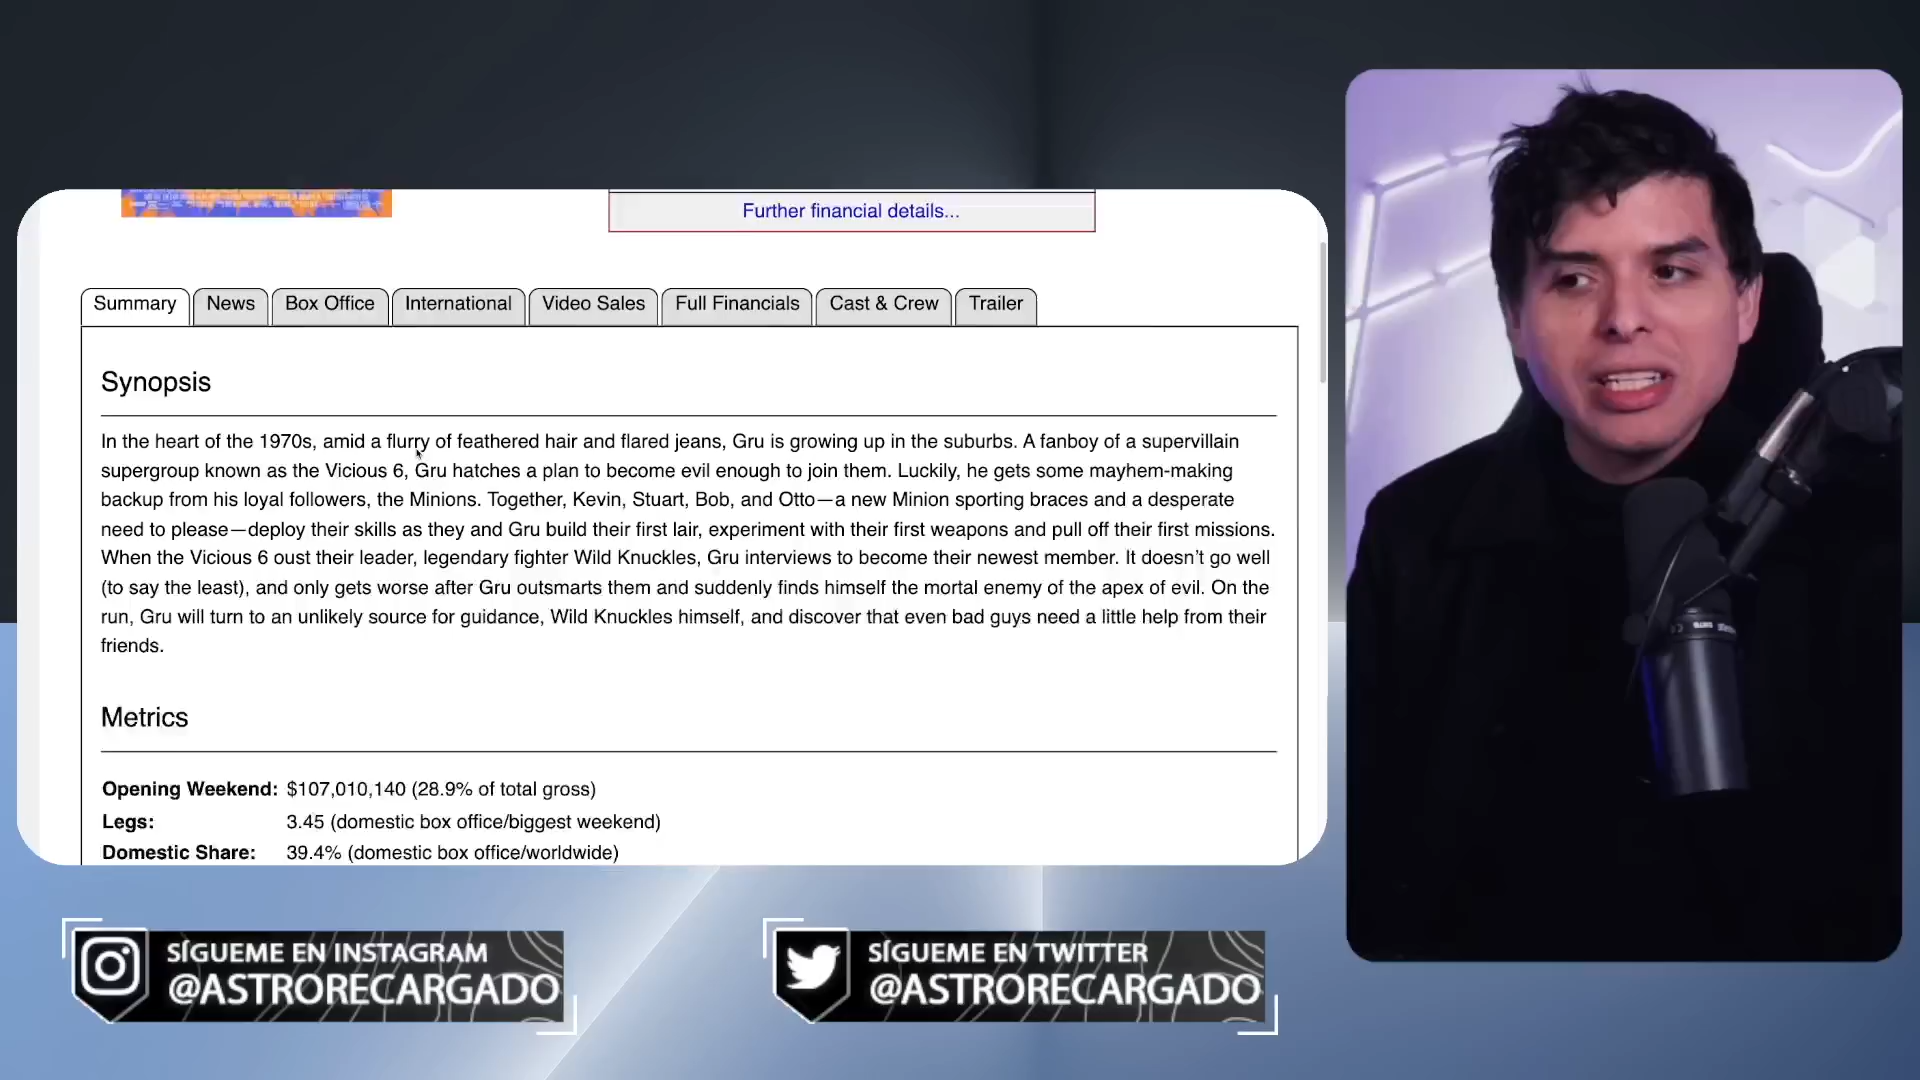 Further financial details...
Summary
News
Box Office
International
Video Sales
Full Financials
Cast & Crew
Trailer
Synopsis
In the heart of the 1970s, amid a flurry of feathered hair and flared jeans, Gru is growing up in the suburbs. A fanboy of a supervillain
supergroup known as the Vicious 6, Gru hatches a plan to become evil enough to join them. Luckily, he gets some mayhem-making
backup from his loyal followers, the Minions. Together, Kevin, Stuart, Bob, and Otto—a new Minion sporting braces and a desperate
need to please—deploy their skills as they and Gru build their first lair, experiment with their first weapons and pull off their first missions.
When the Vicious 6 oust their leader, legendary fighter Wild Knuckles, Gru interviews to become their newest member. It doesn't go well
(to say the least), and only gets worse after Gru outsmarts them and suddenly finds himself the mortal enemy of the apex of evil. On the
run, Gru will turn to an unlikely source for guidance, Wild Knuckles himself, and discover that even bad guys need a little help from their
friends.
Metrics
Opening Weekend: $107,010,140 (28.9% of total gross)
Legs: 3.45 (domestic box office/biggest weekend)
Domestic Share: 39.4% (domestic box office/worldwide)
SÍGUEME EN INSTAGRAM
@ASTRORECARGADO
SÍGUEME EN TWITTER
@ASTRORECARGADO